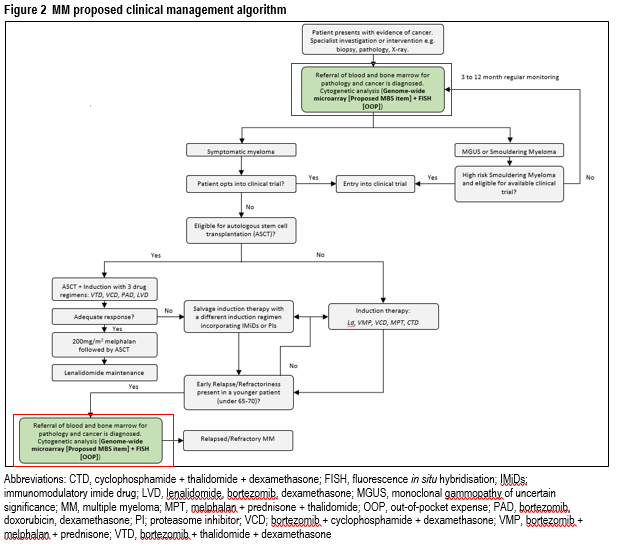 Figure 2 MM proposed clinical management algorithm
Patient presents with evidence of cancer.
Specialist investigation or intervention e.g.
biopsy, pathology, X-ray.
Referral of blood and bone marrow for
pathology and cancer is diagnosed.
Cytogenetic analysis (Genome-wide
microarray [Proposed MBS item] + FISH
[OOP])
3 to 12 month regular monitoring
Symptomatic myeloma
MGUS or Smouldering Myeloma
Patient opts into clinical trial?
Yes
Entry into clinical trial
Yes
High risk Smouldering Myeloma
and eligible for available clinical
trial?
No
No
Eligible for autologous stem cell
transplantation (ASCT)?
Yes
No
ASCT + Induction with 3 drug
regimens: VTD, VCD, PAD, LVD
No
Adequate response?
Yes
Salvage induction therapy with
a different induction regimen
incorporating IMiDs or PIs
Induction therapy:
Ld, VMP, VCD, MPT, CTD
200mg/m² melphalan
followed by ASCT
Lenalidomide maintenance
No
Yes
Early Relapse/Refractoriness
present in a younger patient
(under 65-70)?
Referral of blood and bone marrow for
pathology and cancer is diagnosed.
Cytogenetic analysis (Genome-wide
microarray [Proposed MBS item] + FISH
[OOP])
Relapsed/Refractory MM
Abbreviations: CTD, cyclophosphamide + thalidomide + dexamethasone; FISH, fluorescence in situ hybridisation; IMiDs;
immunomodulatory imide drug; LVD, lenalidomide, bortezomib, dexamethasone; MGUS, monoclonal gammopathy of uncertain
significance; MM, multiple myeloma; MPT, melphalan + prednisone + thalidomide; OOP, out-of-pocket expense; PAD, bortezomib,
doxorubicin, dexamethasone; PI; proteasome inhibitor; VCD; bortezomib + cyclophosphamide + dexamethasone; VMP, bortezomib +
melphalan + prednisone; VTD, bortezomib + thalidomide + dexamethasone